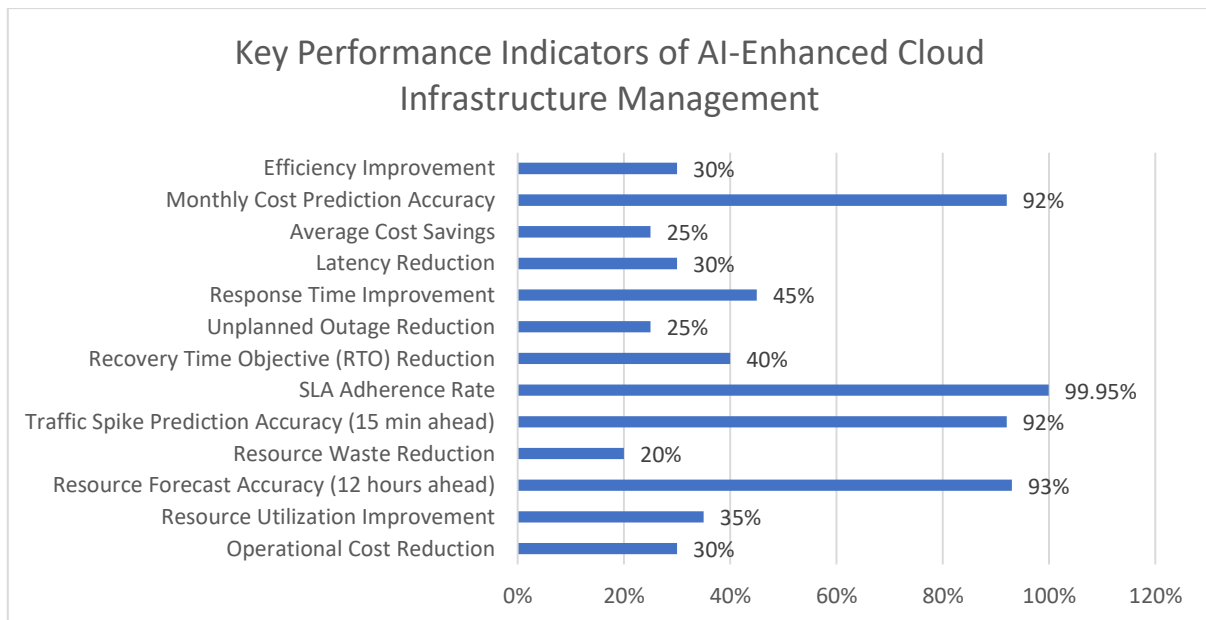 Key Performance Indicators of AI-Enhanced Cloud
Infrastructure Management
Efficiency Improvement 30%
Monthly Cost Prediction Accuracy 92%
Average Cost Savings 25%
Latency Reduction 30%
Response Time Improvement 45%
Unplanned Outage Reduction 25%
Recovery Time Objective (RTO) Reduction 40%
SLA Adherence Rate 99.95%
Traffic Spike Prediction Accuracy (15 min ahead) 92%
Resource Waste Reduction 20%
Resource Forecast Accuracy (12 hours ahead) 93%
Resource Utilization Improvement 35%
Operational Cost Reduction 30%
0% 20% 40% 60% 80% 100% 120%